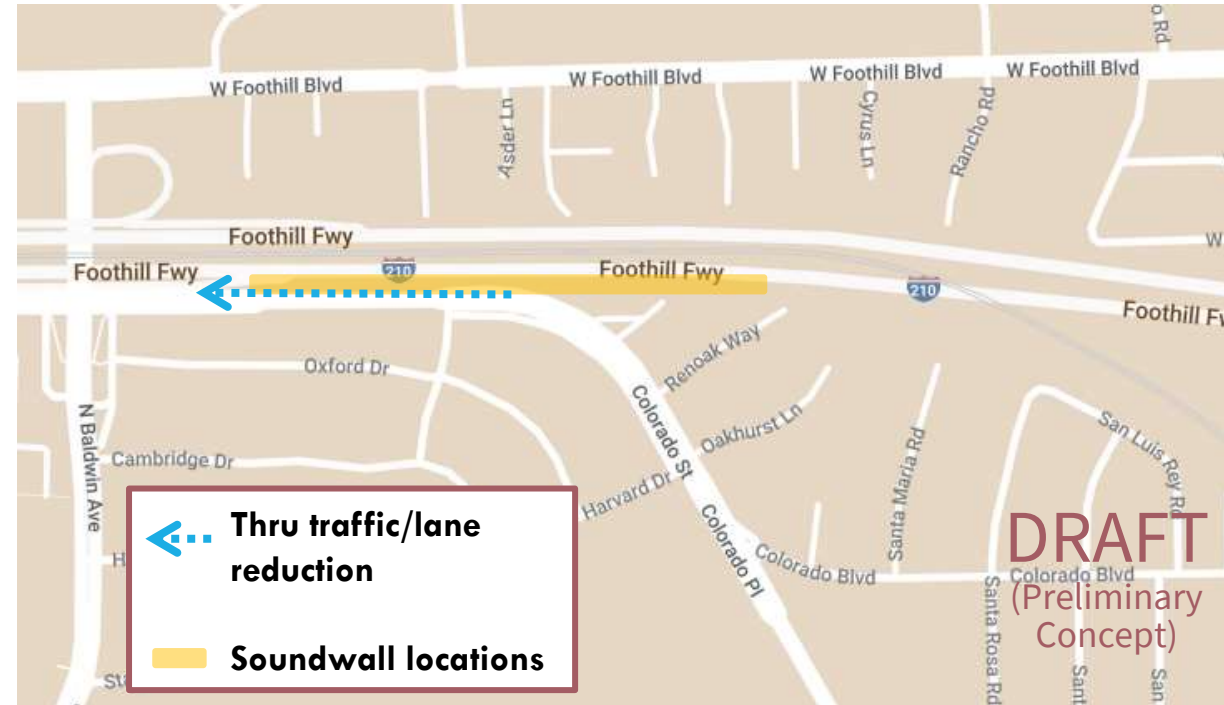 o Rd
W Foothill Blvd
W Foothill Blvd
W Foothill Blvd
W Foothill Blvd
Asder Ln
Cyrus Ln
Rancho Rd
Foothill Fwy
W
Foothill Fwy
210
Foothill Fwy
210
Foothill Fw
Oxford Dr
Renoak Way
N Baldwin Ave
Cambridge Dr
Colorado St
Oakhurst Ln
Harvard Dr
Santa Maria Rd
San Luis Rey Rd
Colorado Pl
Colorado Blvd
Colorado Blvd
Santa Rosa Rd
Sant
San
H
Sta
Thru traffic/lane
reduction
Soundwall locations
DRAFT
(Preliminary
Concept)